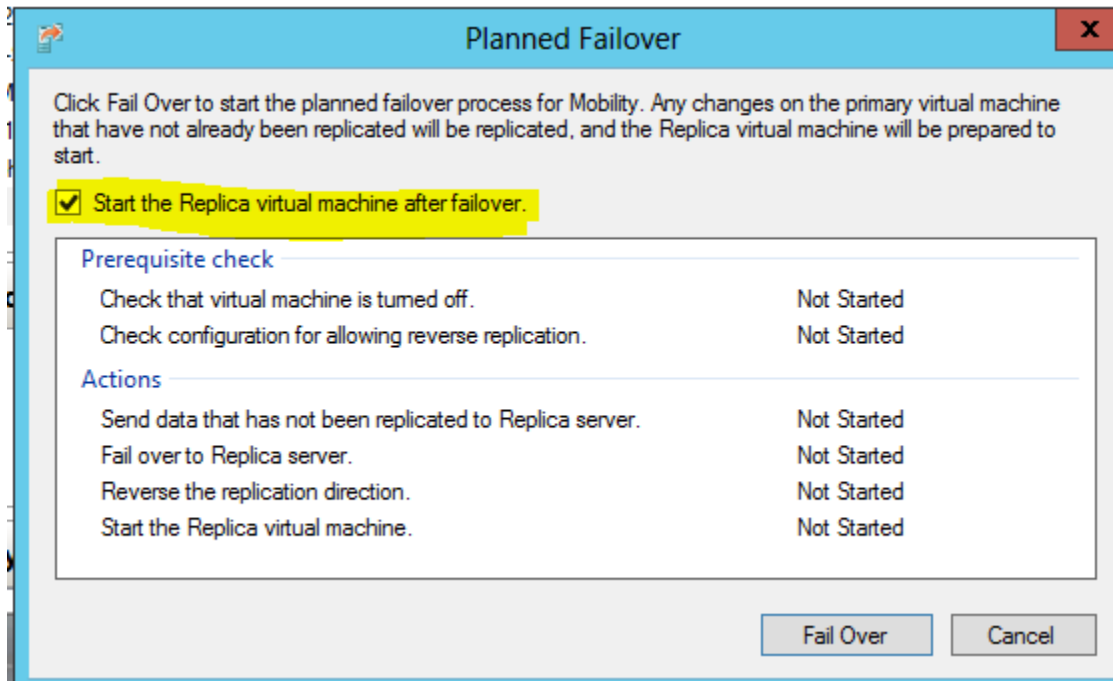 Planned Failover
x
Click Fail Over to start the planned failover process for Mobility. Any changes on the primary virtual machine
that have not already been replicated will be replicated, and the Replica virtual machine will be prepared to
start.
Start the Replica virtual machine after failover.
Prerequisite check
Check that virtual machine is turned off. Not Started
Check configuration for allowing reverse replication. Not Started
Actions
Send data that has not been replicated to Replica server. Not Started
Fail over to Replica server. Not Started
Reverse the replication direction. Not Started
Start the Replica virtual machine. Not Started
Fail Over Cancel